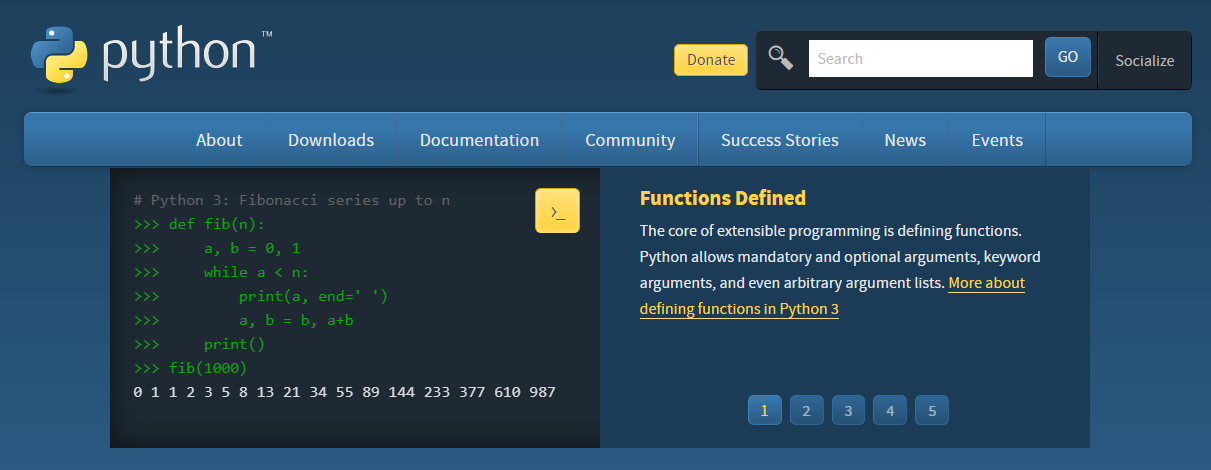 python™
Donate
Search
GO
Socialize
About
Downloads
Documentation
Community
Success Stories
News
Events
# Python 3: Fibonacci series up to n
>>> def fib(n):
>>>     a, b = 0, 1
>>>     while a < n:
>>>         print(a, end=' ')
>>>         a, b = b, a+b
>>>     print()
>>> fib(1000)
0 1 1 2 3 5 8 13 21 34 55 89 144 233 377 610 987
>_
Functions Defined
The core of extensible programming is defining functions.
Python allows mandatory and optional arguments, keyword
arguments, and even arbitrary argument lists. More about
defining functions in Python 3
1 2 3 4 5